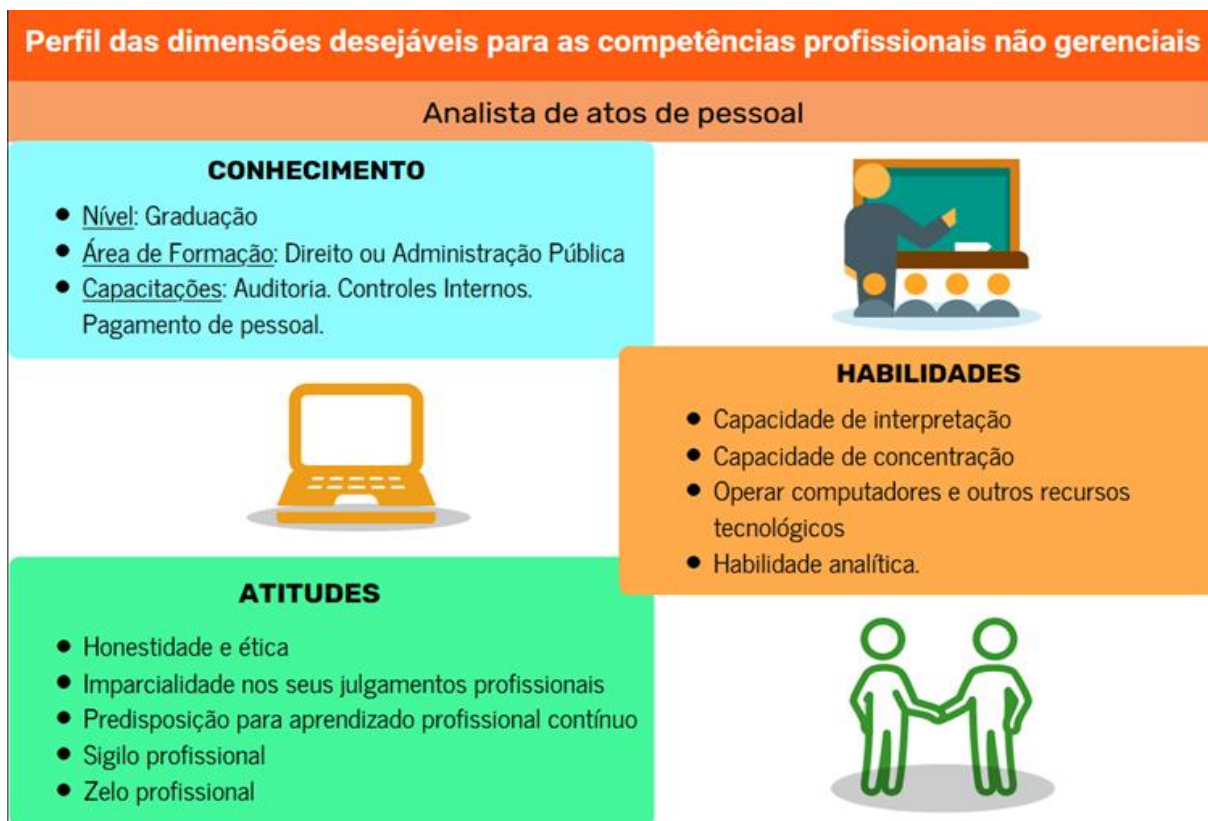 Perfil das dimensões desejáveis para as competências profissionais não gerenciais
Analista de atos de pessoal
CONHECIMENTO
● Nível: Graduação
● Área de Formação: Direito ou Administração Pública
● Capacitações: Auditoria. Controles Internos.
Pagamento de pessoal.
HABILIDADES
● Capacidade de interpretação
● Capacidade de concentração
● Operar computadores e outros recursos
tecnológicos
● Habilidade analítica.
ATITUDES
● Honestidade e ética
● Imparcialidade nos seus julgamentos profissionais
● Predisposição para aprendizado profissional contínuo
● Sigilo profissional
● Zelo profissional